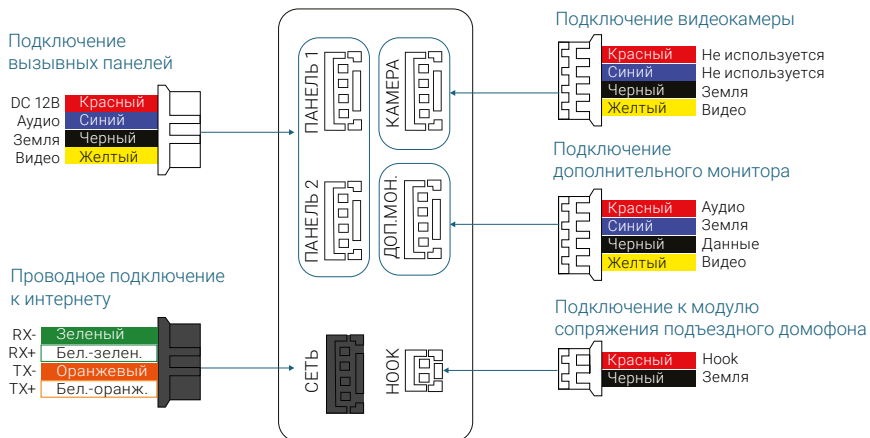 Подключение
вызывных панелей
DC 12В Красный
Аудио Синий
Земля Черный
Видео Желтый
Проводное подключение
к интернету
RX- Зеленый
RX+ Бел.-зелен.
TX- Оранжевый
TX+ Бел.-оранж.
ПАНЕЛЬ 1
КАМЕРА
ПАНЕЛЬ 2
ДОП.МОН.
СЕТЬ
HOOK
Подключение видеокамеры
Красный Не используется
Синий Не используется
Черный Земля
Желтый Видео
Подключение
дополнительного монитора
Красный Аудио
Синий Земля
Черный Данные
Желтый Видео
Подключение к модулю
сопряжения подъездного домофона
Красный Hook
Черный Земля